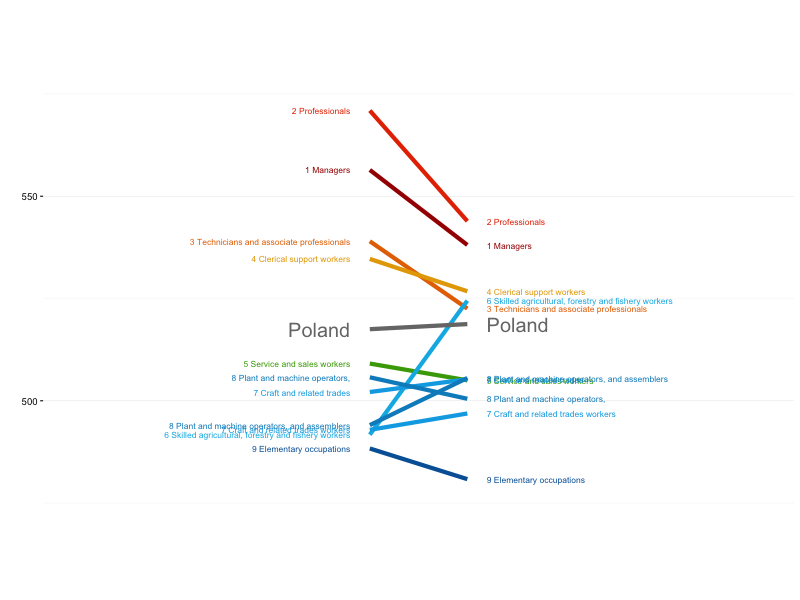 2 Professionals
1 Managers
550
2 Professionals
3 Technicians and associate professionals
1 Managers
4 Clerical support workers
4 Clerical support workers
6 Skilled agricultural, forestry and fishery workers
3 Technicians and associate professionals
Poland
Poland
5 Service and sales workers
8 Plant and machine operators,
8 Plant and machine operators, and assemblers
7 Craft and related trades
500
8 Plant and machine operators,
7 Craft and related trades workers
8 Plant and machine operators, and assemblers
7 Craft and related trades workers
6 Skilled agricultural, forestry and fishery workers
9 Elementary occupations
9 Elementary occupations